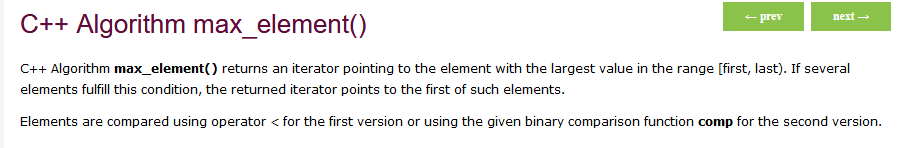 C++ Algorithm max_element()
← prev
next →
C++ Algorithm max_element() returns an iterator pointing to the element with the largest value in the range [first, last). If several
elements fulfill this condition, the returned iterator points to the first of such elements.
Elements are compared using operator < for the first version or using the given binary comparison function comp for the second version.